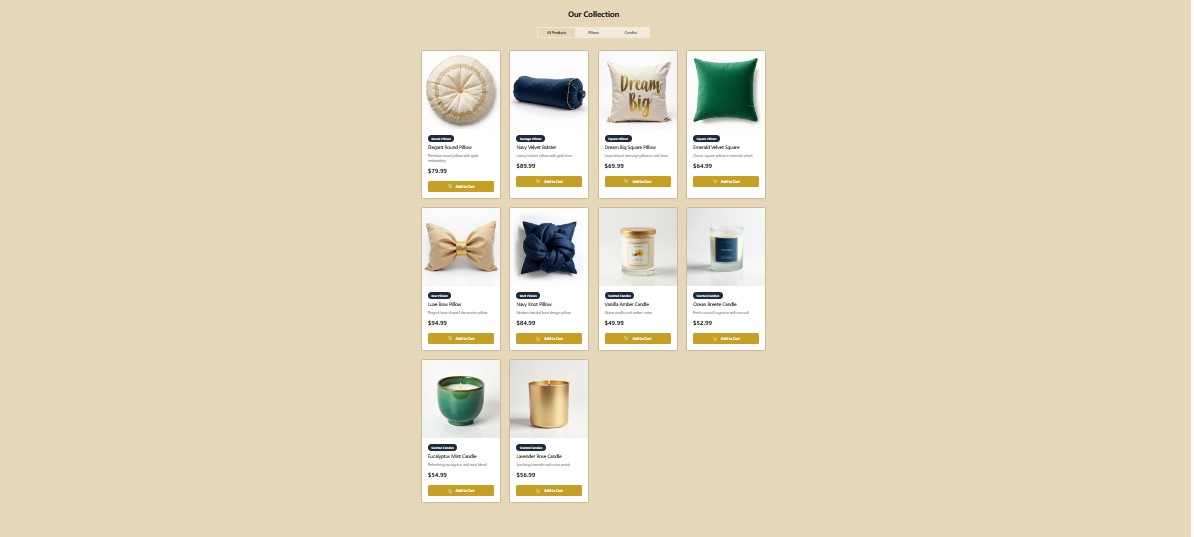 Our Collection
All Products
Pillows
Candles
Round Pillows
Elegant Round Pillow
Premium round pillow with gold
embroidery
$79.99
Add to Cart
Navy Velvet Bolster
Luxury bolster pillow with gold trim
$89.99
Add to Cart
Dream
Big
Square Pillows
Dream Big Square Pillow
Inspirational message pillow in soft linen
$69.99
Add to Cart
Square Pillows
Emerald Velvet Square
Classic square pillow in emerald velvet
$64.99
Add to Cart
Bow Pillows
Luxe Bow Pillow
Elegant bow-shaped decorative pillow
$94.99
Add to Cart
Knot Pillows
Navy Knot Pillow
Modern twisted knot design pillow
$84.99
Add to Cart
Scented Candles
Vanilla Amber Candle
Warm vanilla and amber notes
$49.99
Add to Cart
Scented Candles
Ocean Breeze Candle
Fresh coastal fragrance with sea salt
$52.99
Add to Cart
Scented Candles
Eucalyptus Mint Candle
Refreshing eucalyptus and mint blend
$54.99
Add to Cart
Scented Candles
Lavender Rose Candle
Soothing lavender with rose petals
$56.99
Add to Cart